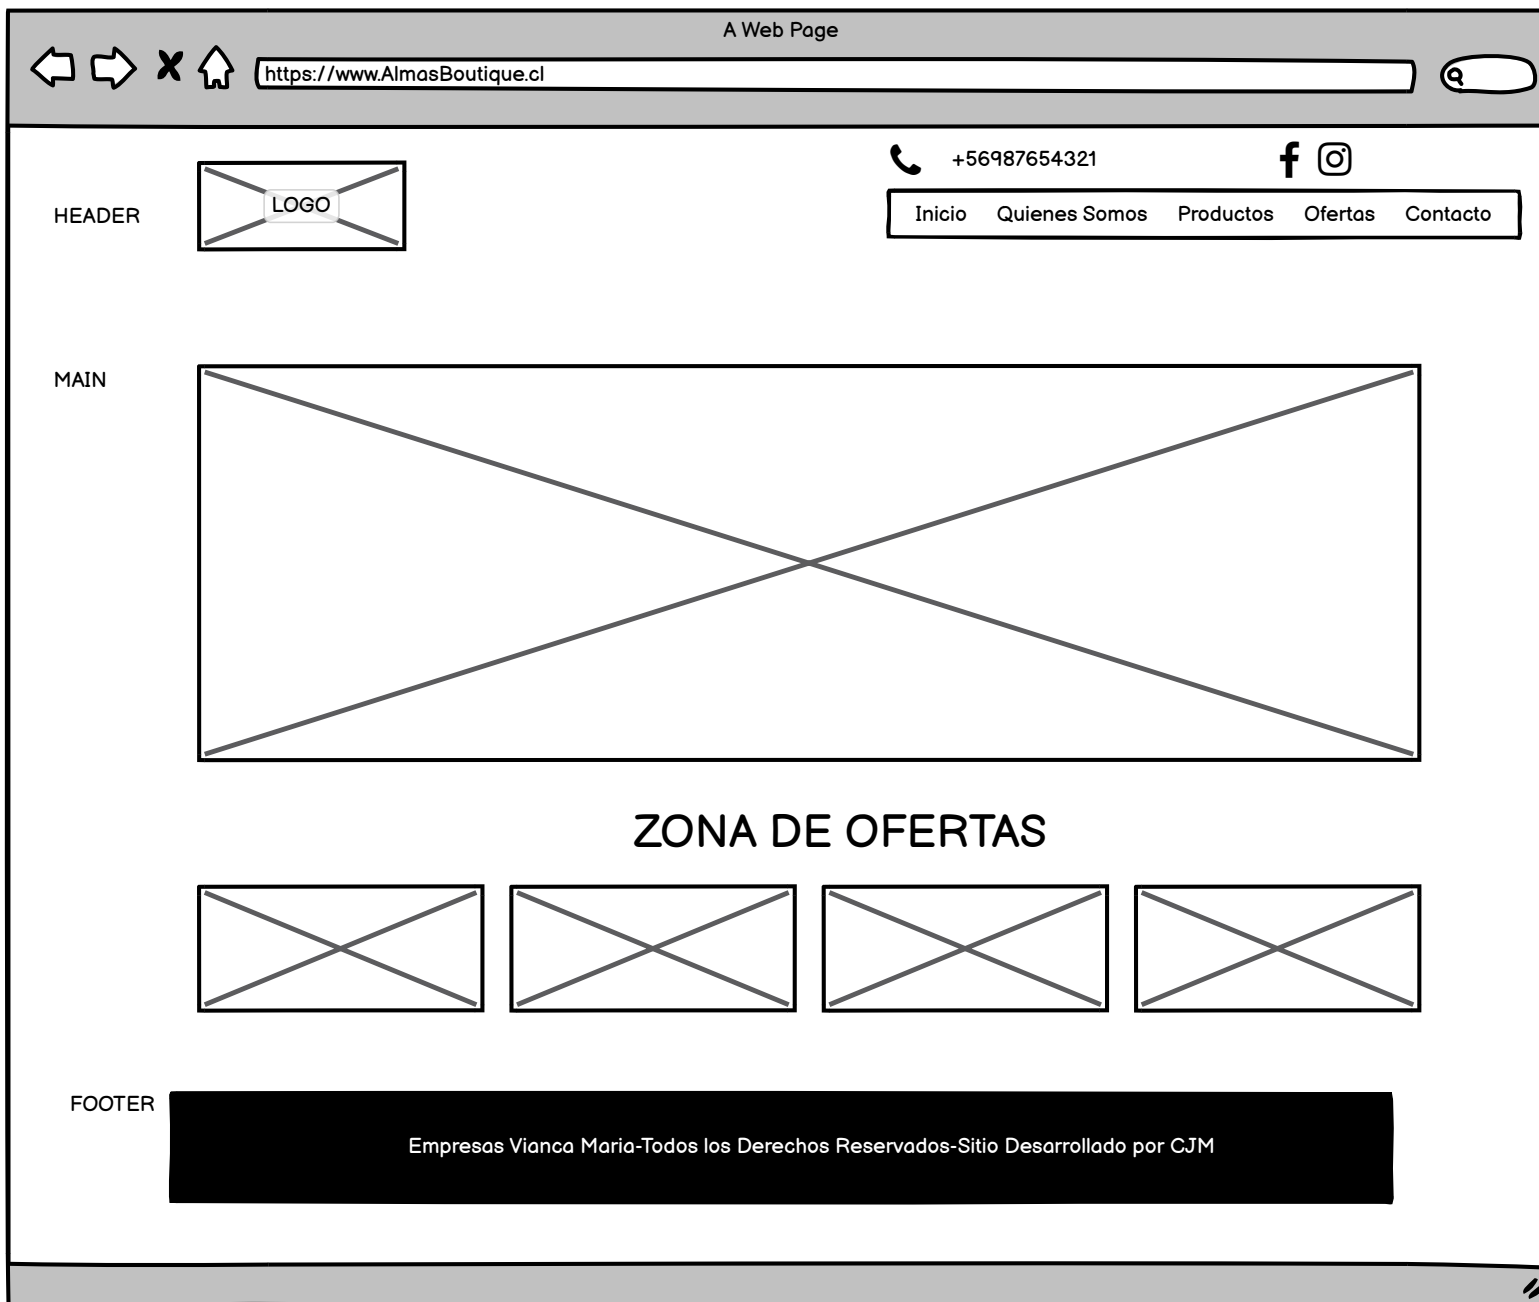 A Web Page
https://www.AlmasBoutique.cl
+56987654321
HEADER
LOGO
Inicio Quienes Somos Productos Ofertas Contacto
MAIN
ZONA DE OFERTAS
FOOTER
Empresas Vianca Maria-Todos los Derechos Reservados-Sitio Desarrollado por CJM